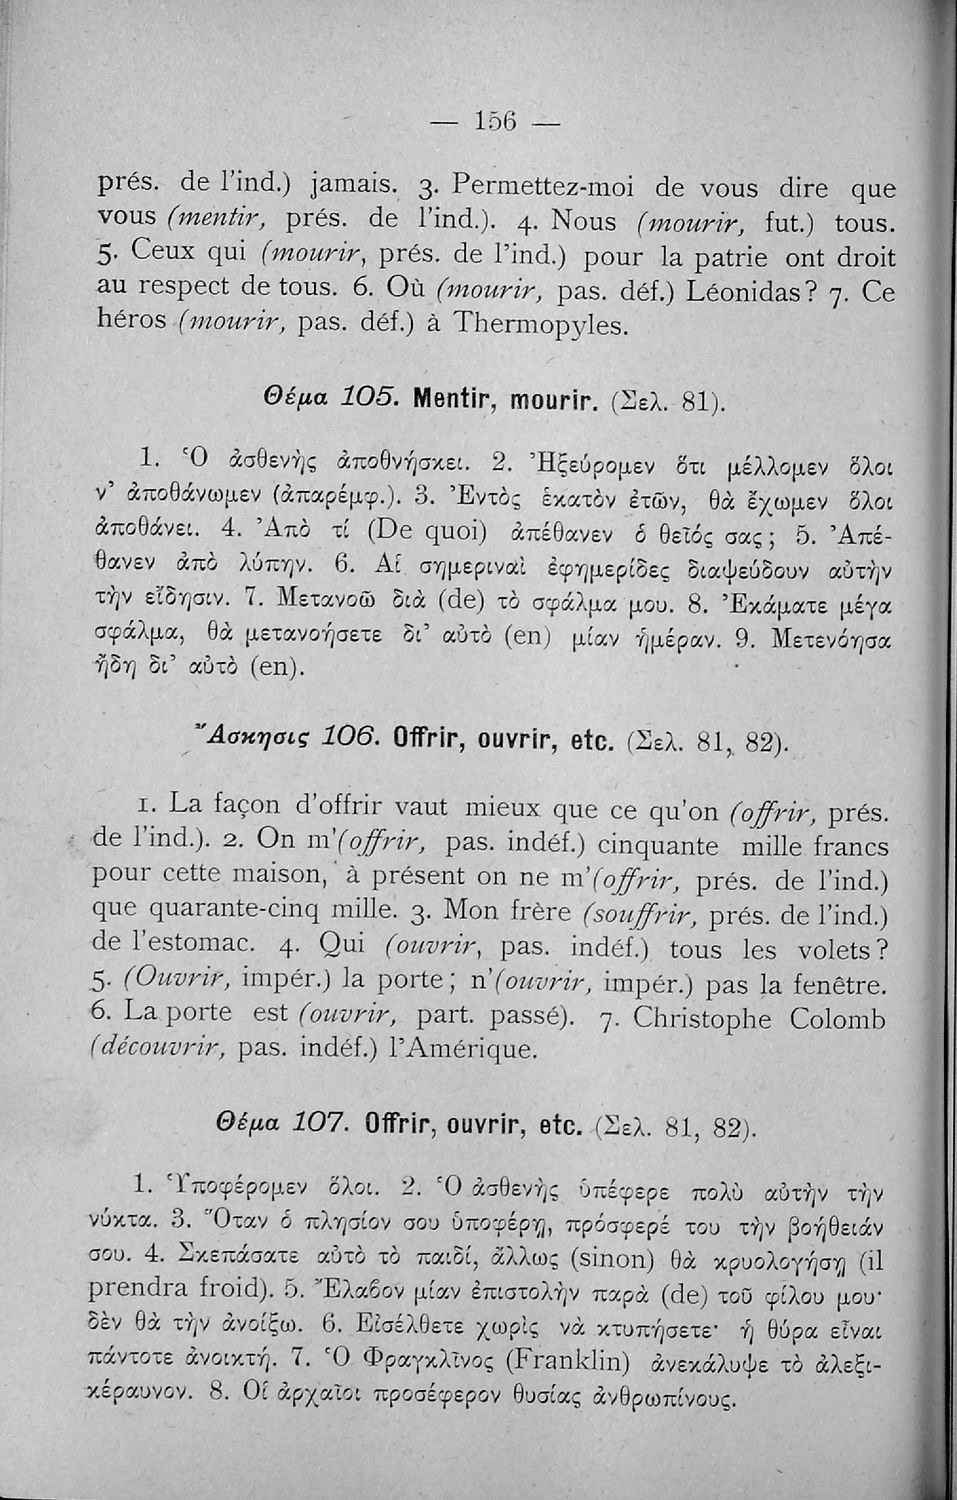 — 156 —
prés. de l'ind.) jamais. 3. Permettez-moi de vous dire que
vous (mentir, prés. de l'ind.). 4. Nous (mourir, fut.) tous.
5. Ceux qui (mourir, prés. de l'ind.) pour la patrie ont droit
au respect de tous. 6. Où (mourir, pas. déf.) Léonidas? 7. Ce
héros (mourir, pas. déf.) à Thermopyles.
Θέμα 105. Mentir, mourir. (Σελ. 81).
1. Ὁ ἀσθενὴς ἀποθνήσκει. 2. Ἠξεύρομεν ὅτι μέλλομεν ὅλοι
ν' ἀποθάνωμεν (ἀπαρέμφ.). 3. Ἐντὸς ἑκατὸν ἐτῶν, θὰ ἔχωμεν ὅλοι
ἀποθάνει. 4. Ἀπὸ τί (De quoi) ἀπέθανεν ὁ θεῖός σας; 5. Ἀπέ-
θανεν ἀπὸ λύπην. 6. Αἱ σημεριναὶ ἐφημερίδες διαψεύδουν αὐτὴν
τὴν εἴδησιν. 7. Μετανοῶ διὰ (de) τὸ σφάλμα μου. 8. Ἐκάματε μέγα
σφάλμα, θὰ μετανοήσετε δι' αὐτὸ (en) μίαν ἡμέραν. 9. Μετενόησα
ἤδη δι' αὐτὸ (en).
Ἄσκησις 106. Offrir, ouvrir, etc. (Σελ. 81, 82).
1. La façon d'offrir vaut mieux que ce qu'on (offrir, prés.
de l'ind.). 2. On m'(offrir, pas. indéf.) cinquante mille francs
pour cette maison, à présent on ne m'(offrir, prés. de l'ind.)
que quarante-cinq mille. 3. Mon frère (souffrir, prés. de l'ind.)
de l'estomac. 4. Qui (ouvrir, pas. indéf.) tous les volets?
5. (Ouvrir, impér.) la porte; n'(ouvrir, impér.) pas la fenêtre.
6. La porte est (ouvrir, part. passé). 7. Christophe Colomb
(découvrir, pas. indéf.) l'Amérique.
Θέμα 107. Offrir, ouvrir, etc. (Σελ. 81, 82).
1. Ὑποφέρομεν ὅλοι. 2. Ὁ ἀσθενὴς ὑπέφερε πολὺ αὐτὴν τὴν
νύκτα. 3. Ὅταν ὁ πλησίον σου ὑποφέρῃ, πρόσφερέ του τὴν βοήθειάν
σου. 4. Σκεπάσατε αὐτὸ τὸ παιδί, ἄλλως (sinon) θὰ κρυολογήσῃ (il
prendra froid). 5. Ἔλαβον μίαν ἐπιστολὴν παρὰ (de) τοῦ φίλου μου·
δὲν θὰ τὴν ἀνοίξω. 6. Εἰσέλθετε χωρὶς νὰ κτυπήσετε· ἡ θύρα εἶναι
πάντοτε ἀνοικτή. 7. Ὁ Φραγκλῖνος (Franklin) ἀνεκάλυψε τὸ ἀλεξι-
κέραυνον. 8. Οἱ ἀρχαῖοι προσέφερον θυσίας ἀνθρωπίνους.